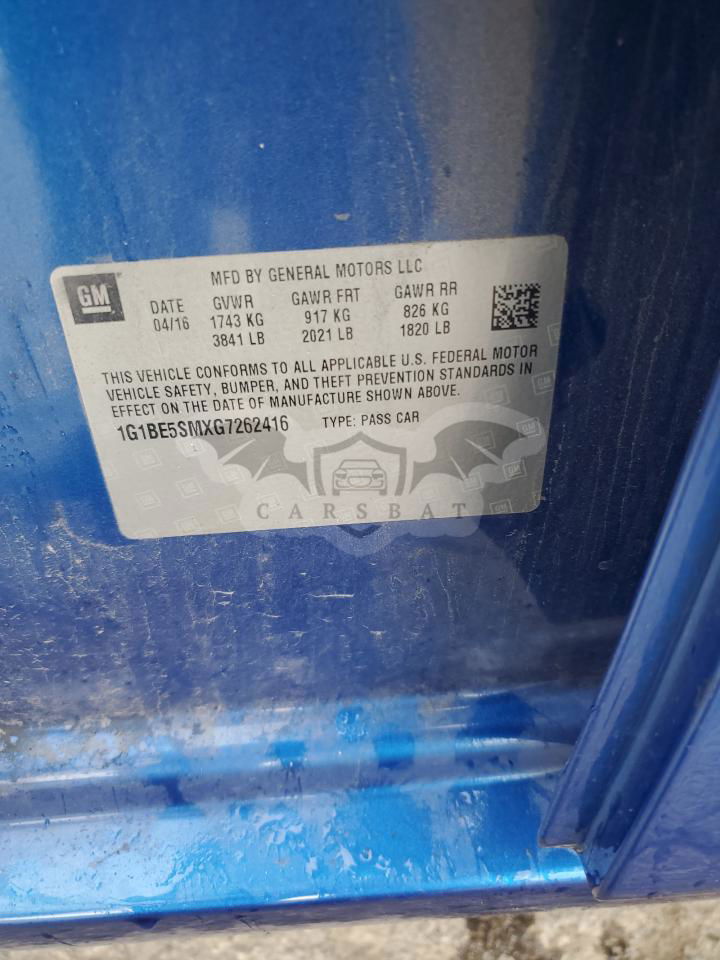 GM
MFD BY GENERAL MOTORS LLC
DATE GVWR GAWR FRT GAWR RR
04/16 1743 KG 917 KG 826 KG
3841 LB 2021 LB 1820 LB
THIS VEHICLE CONFORMS TO ALL APPLICABLE U.S. FEDERAL MOTOR
VEHICLE SAFETY, BUMPER, AND THEFT PREVENTION STANDARDS IN
EFFECT ON THE DATE OF MANUFACTURE SHOWN ABOVE.
1G1BE5SMXG7262416 TYPE: PASS CAR
CARSBAT